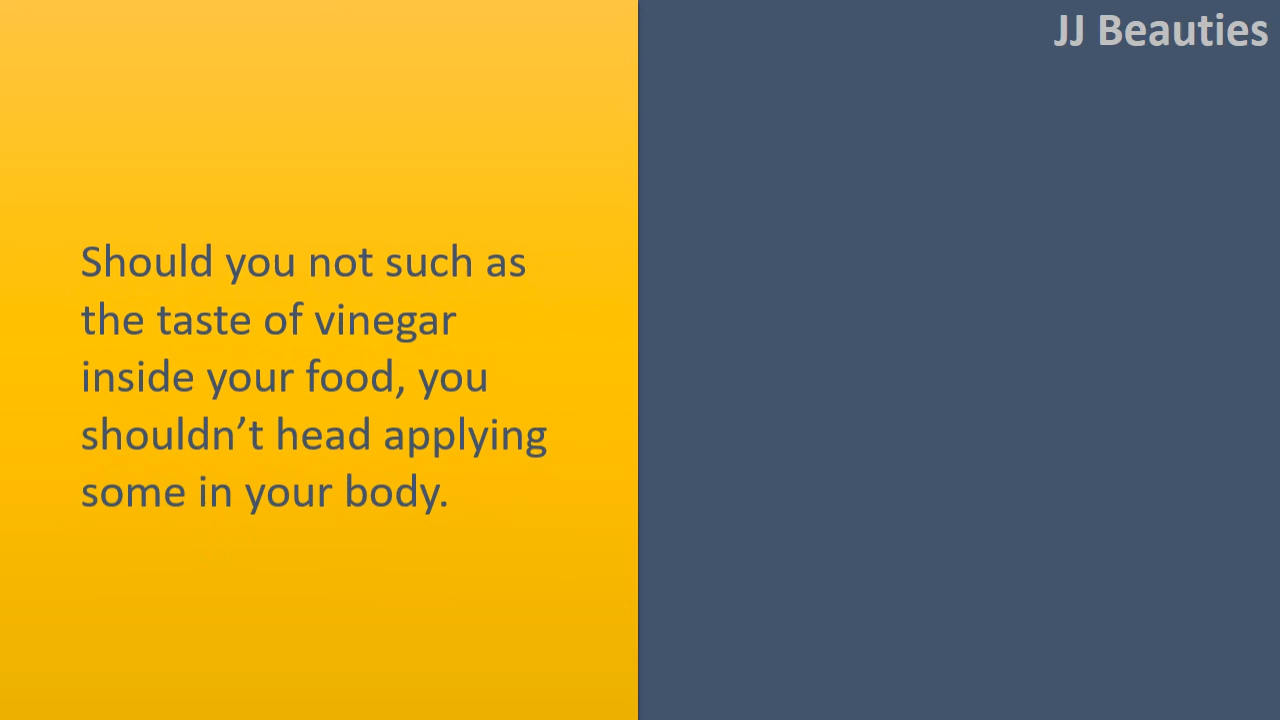 JJ Beauties
Should you not such as
the taste of vinegar
inside your food, you
shouldn’t head applying
some in your body.